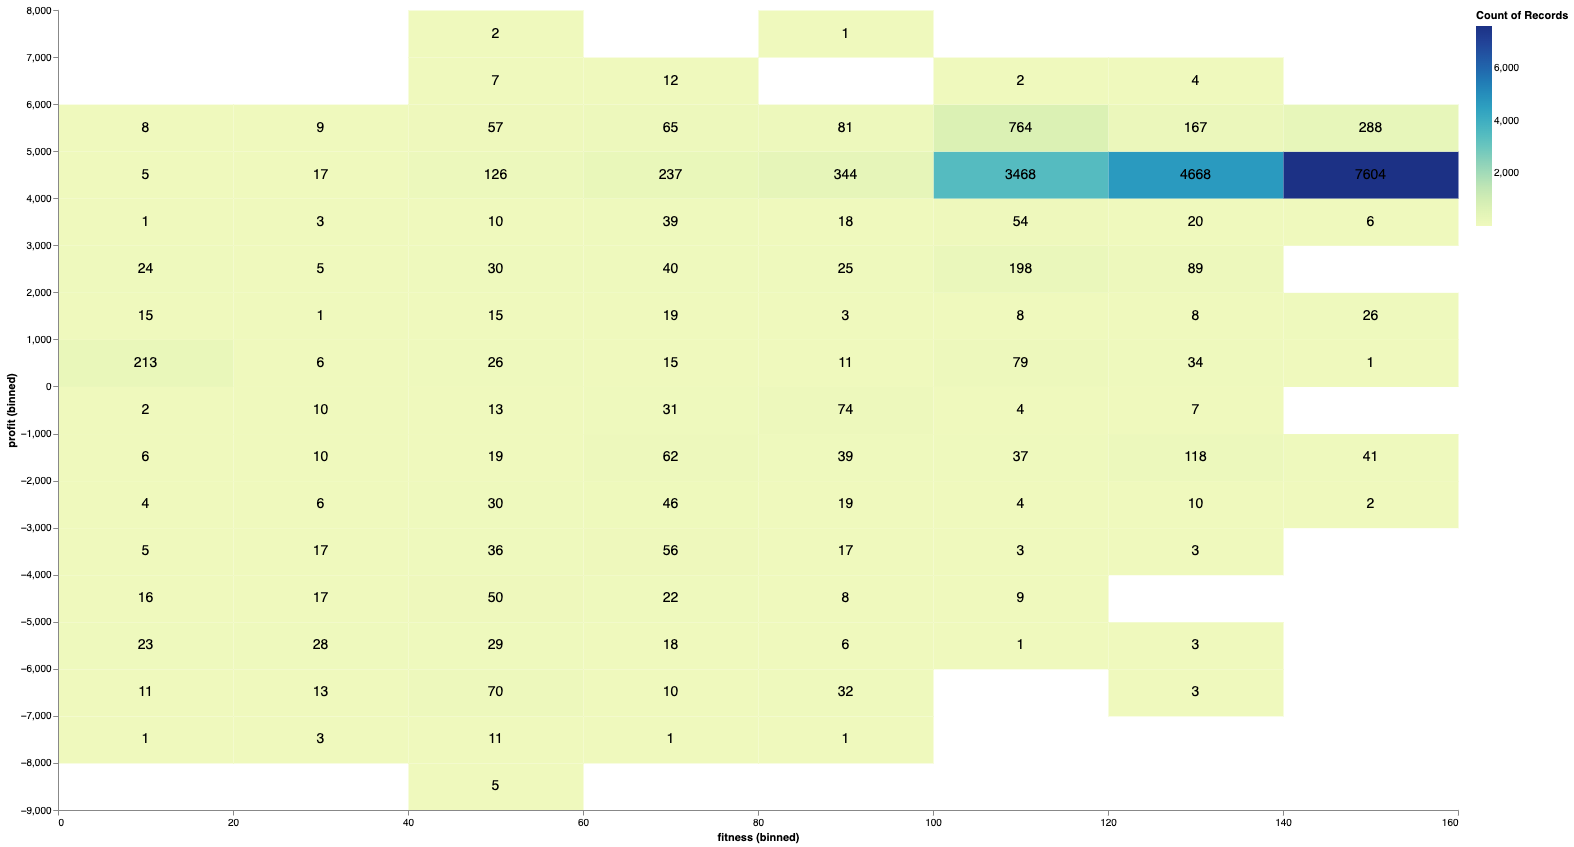 Count of Records
6,000
4,000
2,000
profit (binned)
8,000
2 1
7,000
7 12 2 4
6,000
8 9 57 65 81 764 167 288
5,000
5 17 126 237 344 3468 4668 7604
4,000
1 3 10 39 18 54 20 6
3,000
24 5 30 40 25 198 89
2,000
15 1 15 19 3 8 8 26
1,000
213 6 26 15 11 79 34 1
0
2 10 13 31 74 4 7
−1,000
6 10 19 62 39 37 118 41
−2,000
4 6 30 46 19 4 10 2
−3,000
5 17 36 56 17 3 3
−4,000
16 17 50 22 8 9
−5,000
23 28 29 18 6 1 3
−6,000
11 13 70 10 32 3
−7,000
1 3 11 1 1
−8,000
5
−9,000
0 20 40 60 80 100 120 140 160
fitness (binned)